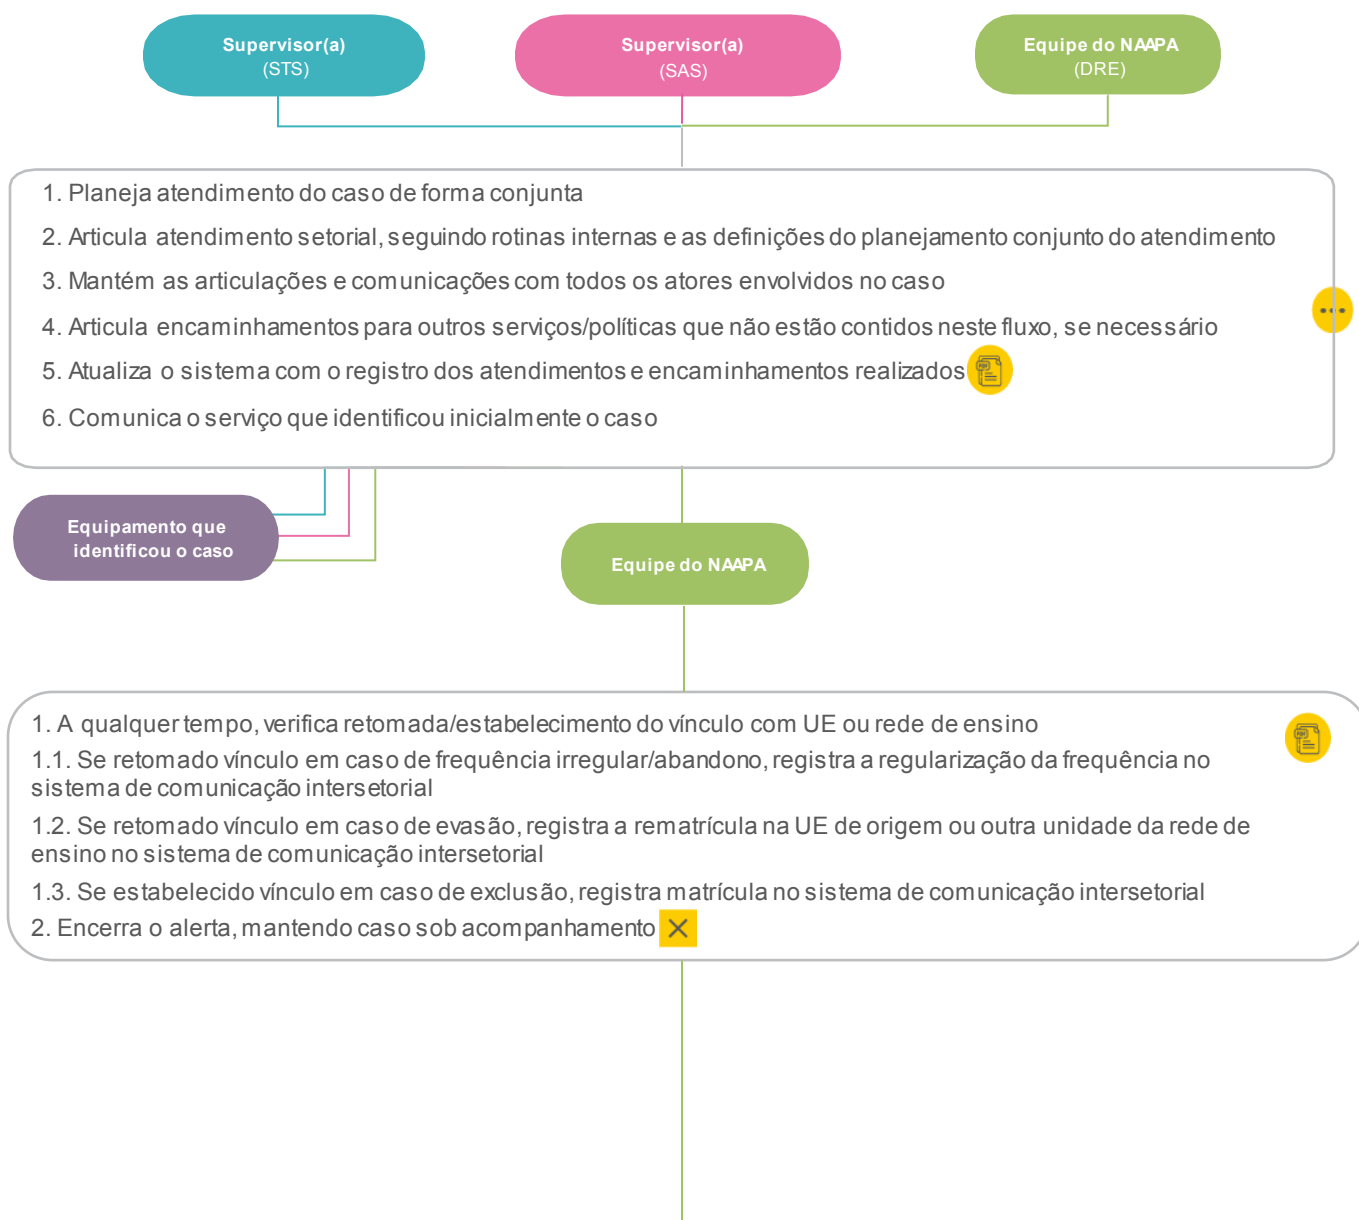 Supervisor(a)
(STS)
Supervisor(a)
(SAS)
Equipe do NAAPA
(DRE)
1. Planeja atendimento do caso de forma conjunta
2. Articula atendimento setorial, seguindo rotinas internas e as definições do planejamento conjunto do atendimento
3. Mantém as articulações e comunicações com todos os atores envolvidos no caso
4. Articula encaminhamentos para outros serviços/políticas que não estão contidos neste fluxo, se necessário
5. Atualiza o sistema com o registro dos atendimentos e encaminhamentos realizados
PDF
6. Comunica o serviço que identificou inicialmente o caso
Equipamento que
identificou o caso
Equipe do NAAPA
1. A qualquer tempo, verifica retomada/estabelecimento do vínculo com UE ou rede de ensino
PDF
1.1. Se retomado vínculo em caso de frequência irregular/abandono, registra a regularização da frequência no
sistema de comunicação intersetorial
1.2. Se retomado vínculo em caso de evasão, registra a rematrícula na UE de origem ou outra unidade da rede de
ensino no sistema de comunicação intersetorial
1.3. Se estabelecido vínculo em caso de exclusão, registra matrícula no sistema de comunicação intersetorial
2. Encerra o alerta, mantendo caso sob acompanhamento